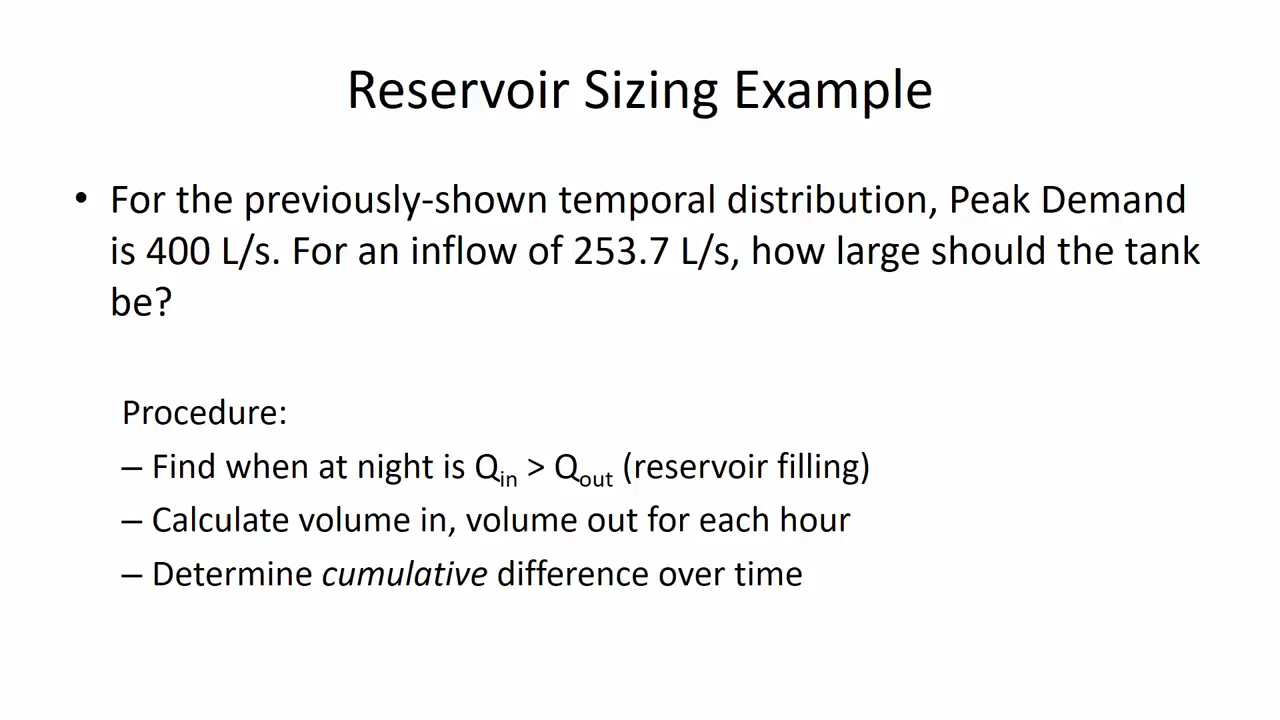 Reservoir Sizing Example
• For the previously-shown temporal distribution, Peak Demand
is 400 L/s. For an inflow of 253.7 L/s, how large should the tank
be?
Procedure:
– Find when at night is Qin > Qout (reservoir filling)
– Calculate volume in, volume out for each hour
– Determine cumulative difference over time